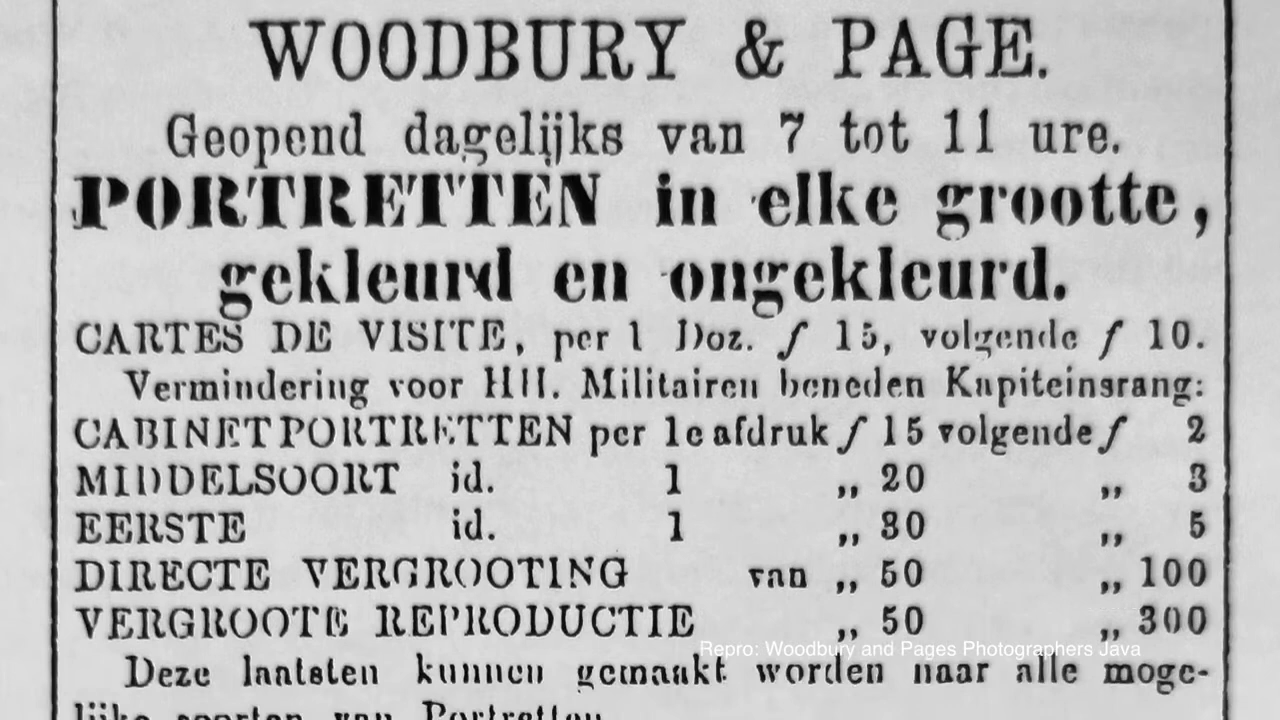 WOODBURY & PAGE.
Geopend dagelijks van 7 tot 11 ure.
PORTRETTEN in elke grootte,
gekleurd en ongekleurd.
CARTES DE VISITE, per 1 Doz. ƒ 15, volgende ƒ 10.
Vermindering voor HH. Militairen beneden Kapiteinsrang:
CABINETPORTRETTEN per 1e afdruk ƒ 15 volgende ƒ 2
MIDDELSOORT id. 1 „ 20 „ 3
EERSTE id. 1 „ 30 „ 5
DIRECTE VERGROOTING van „ 50 „ 100
VERGROOTE REPRODUCTIE „ 50 „ 300
Repro: Woodbury and Pages Photographers Java
Deze laatsten kunnen gemaakt worden naar alle moge-
lijke soorten van Portretten